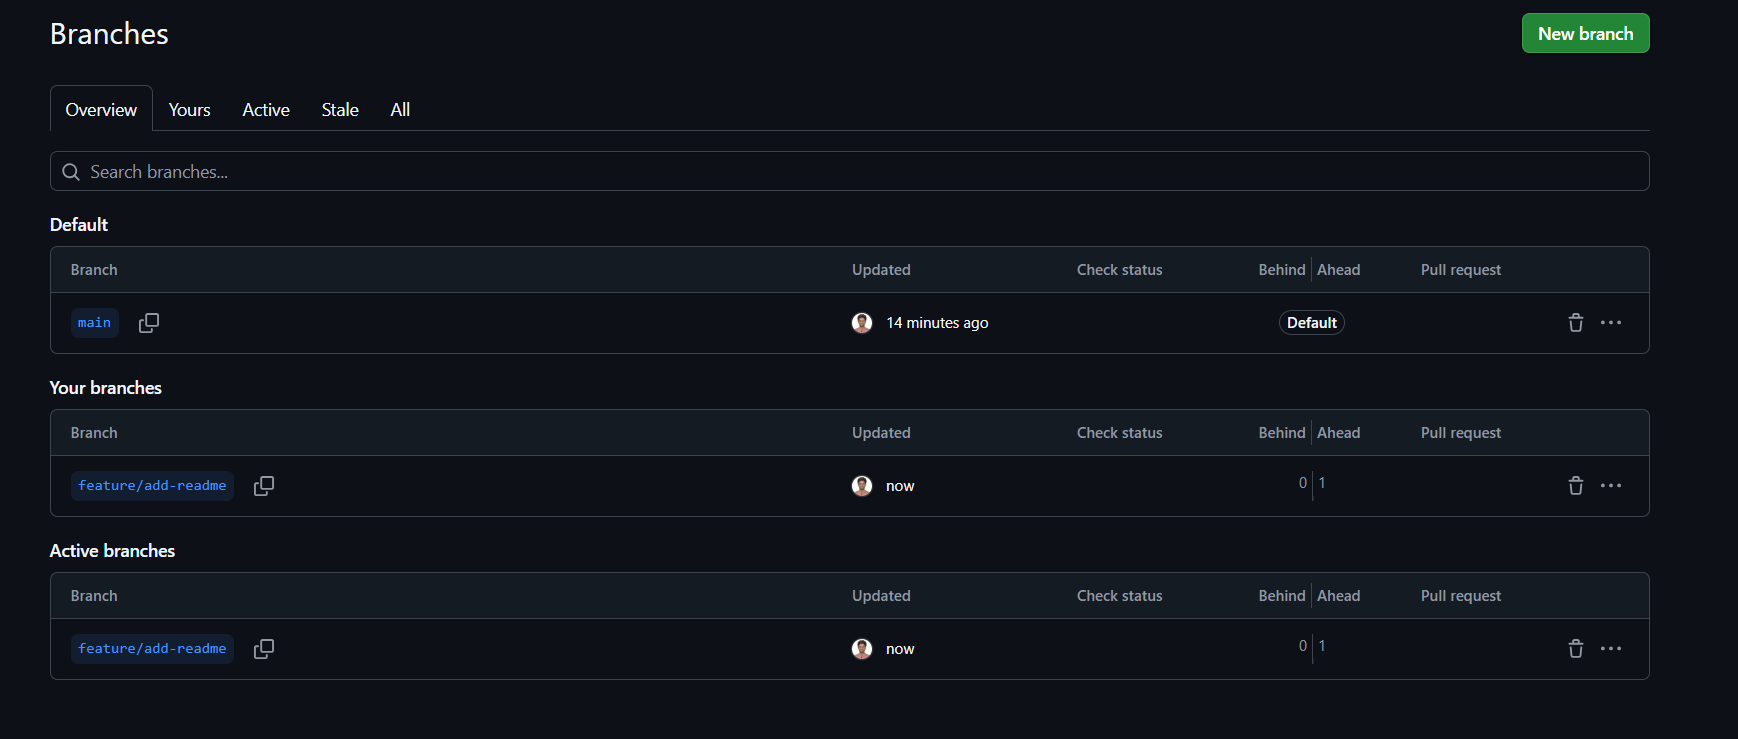 Branches
New branch
Overview Yours Active Stale All
Search branches...
Default
Branch Updated Check status Behind Ahead Pull request
main 14 minutes ago Default
Your branches
Branch Updated Check status Behind Ahead Pull request
feature/add-readme now 0 1
Active branches
Branch Updated Check status Behind Ahead Pull request
feature/add-readme now 0 1